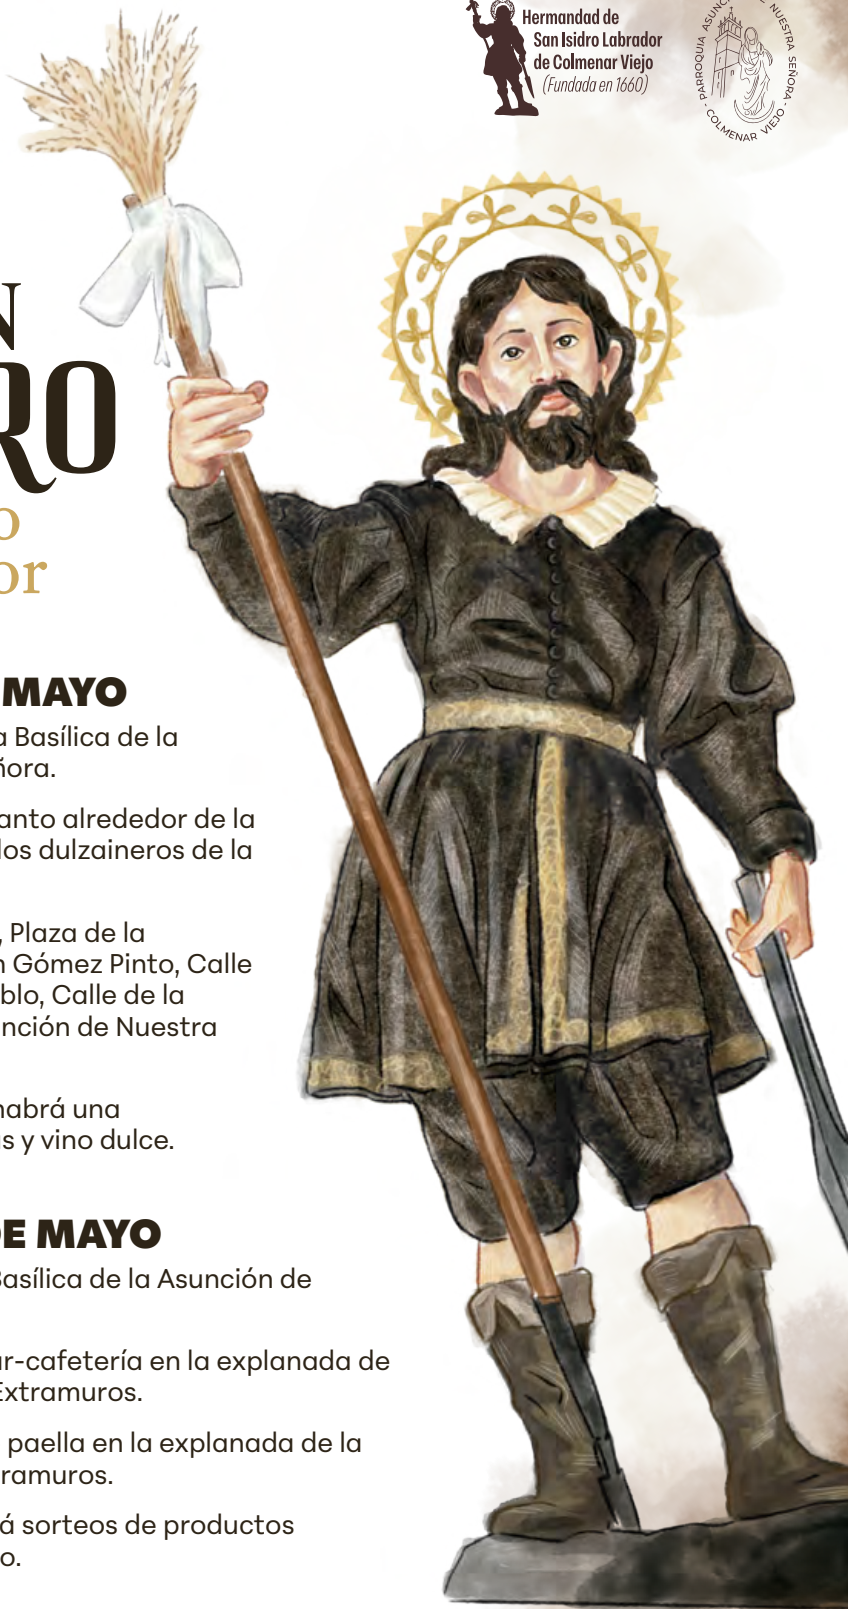 Hermandad de
San Isidro Labrador
de Colmenar Viejo
(Fundada en 1660)
PARROQUIA ASUNC NUESTRA SEÑORA - COLMENAR VIEJO -
N
RO
o
or
MAYO
a Basílica de la
ñora.
anto alrededor de la
los dulzaineros de la
, Plaza de la
n Gómez Pinto, Calle
blo, Calle de la
nción de Nuestra
habrá una
s y vino dulce.
DE MAYO
Basílica de la Asunción de
ar-cafetería en la explanada de
Extramuros.
paella en la explanada de la
ramuros.
á sorteos de productos
o.